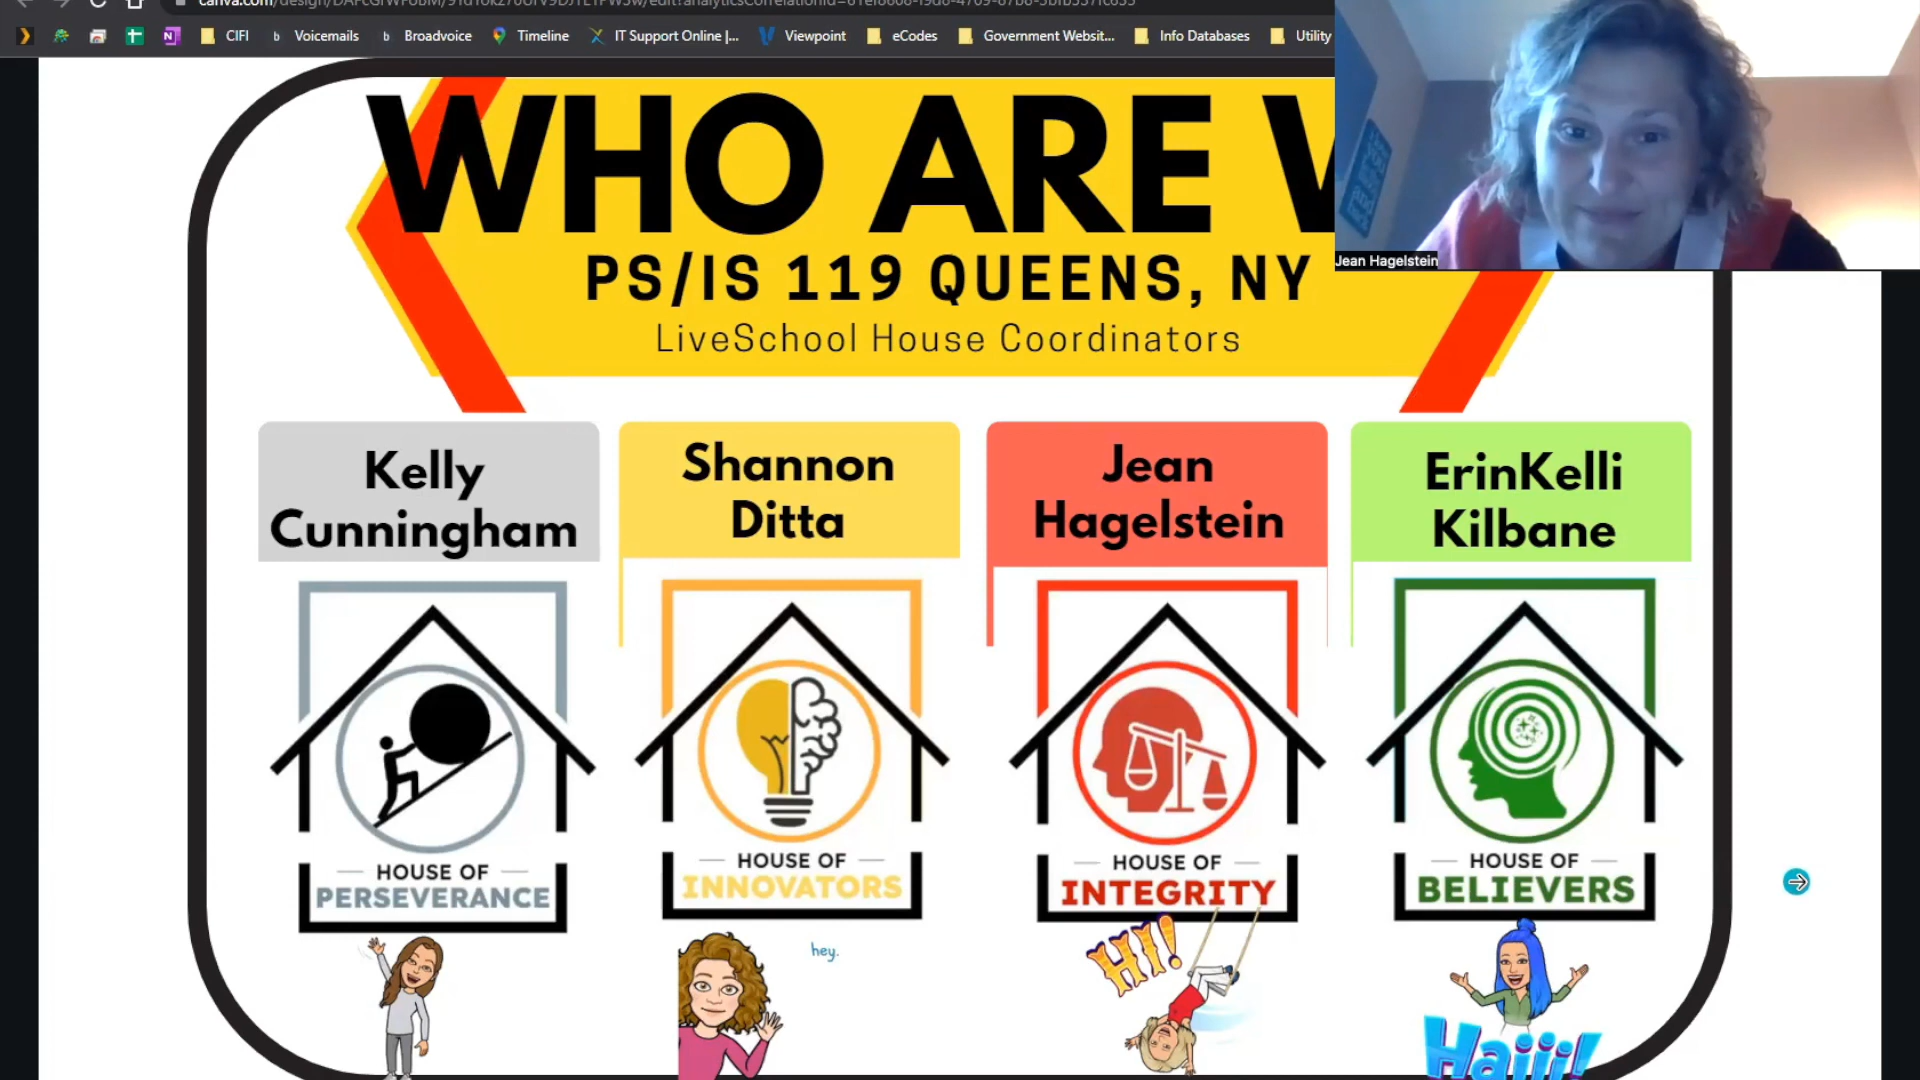 CIFI
Voicemails
Broadvoice
Timeline
IT Support Online |...
Viewpoint
eCodes
Government Websit...
Info Databases
Utility
WHO ARE
PS/IS 119 QUEENS, NY
LiveSchool House Coordinators
Jean Hagelstein
Kelly
Cunningham
Shannon
Ditta
Jean
Hagelstein
ErinKelli
Kilbane
HOUSE OF
PERSEVERANCE
HOUSE OF
INNOVATORS
HOUSE OF
INTEGRITY
HOUSE OF
BELIEVERS
hey.
HI!
Haiii!